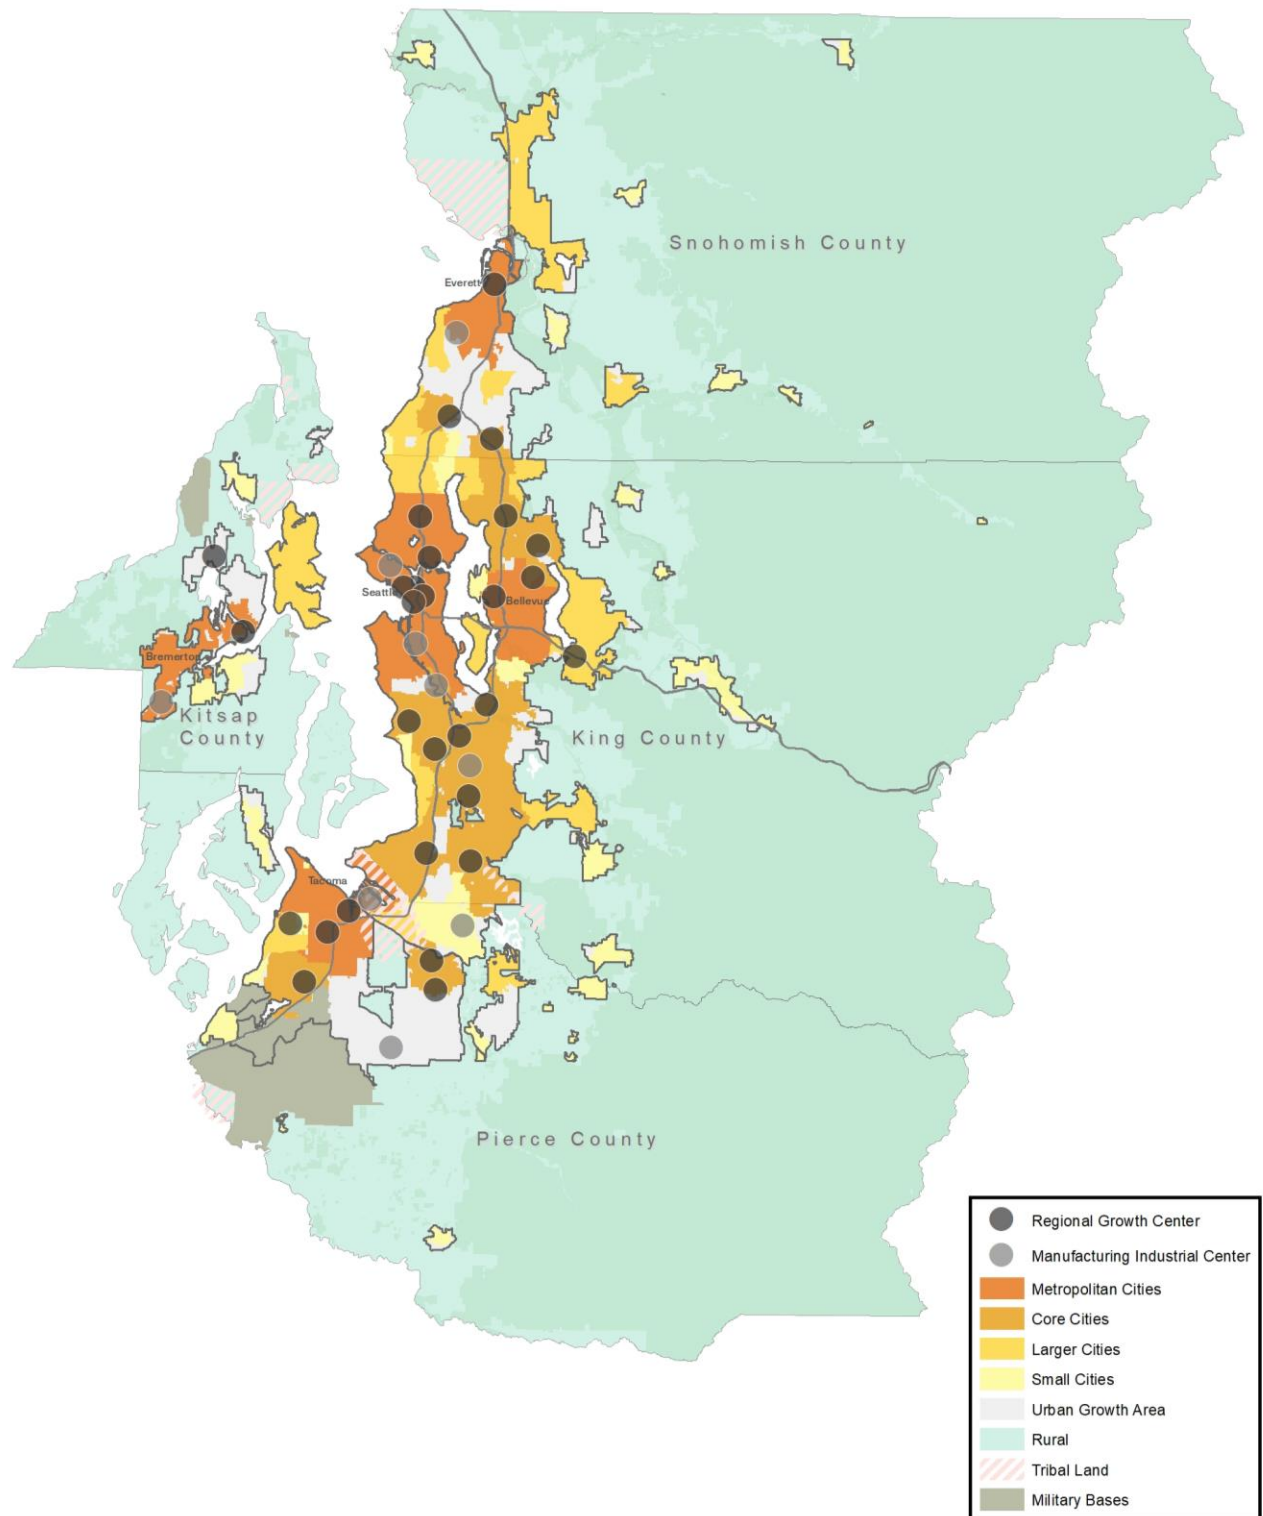 Snohomish County
Everett
Seattle
Bellevue
Bremerton
Kitsap
County
King County
Tacoma
Pierce County
Regional Growth Center
Manufacturing Industrial Center
Metropolitan Cities
Core Cities
Larger Cities
Small Cities
Urban Growth Area
Rural
Tribal Land
Military Bases